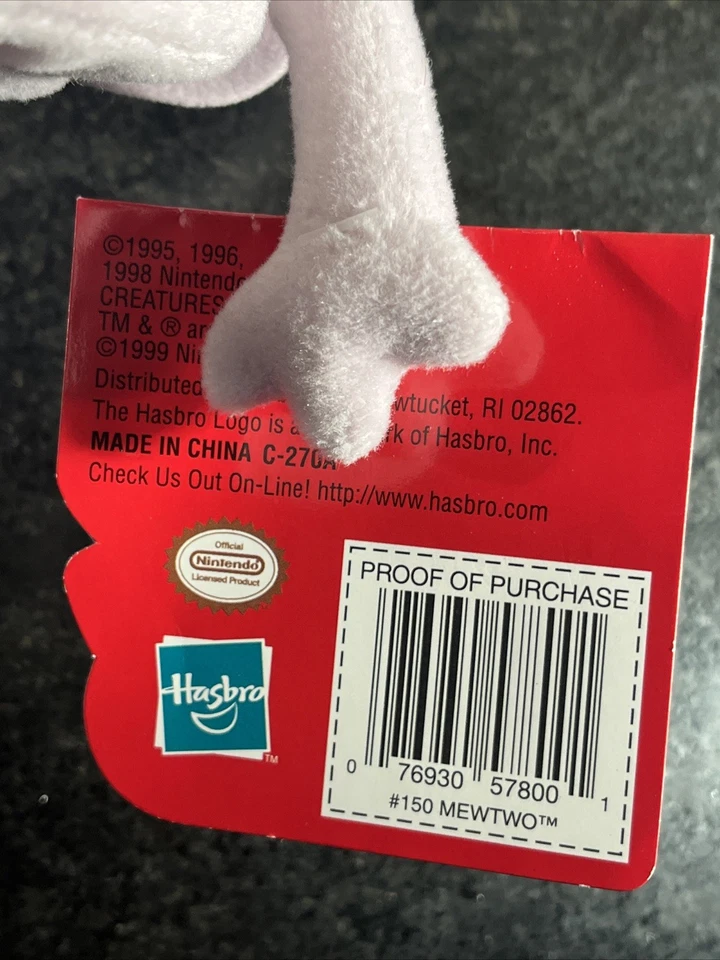 ©1995, 1996,
1998 Nintendo
CREATURES
TM & ® ar
©1999 Ni
Distributed wtucket, RI 02862.
The Hasbro Logo is a rk of Hasbro, Inc.
MADE IN CHINA C-270A
Check Us Out On-Line! http://www.hasbro.com
Official
Nintendo
Licensed Product
Hasbro
TM
PROOF OF PURCHASE
0 76930 57800 1
#150 MEWTWO™